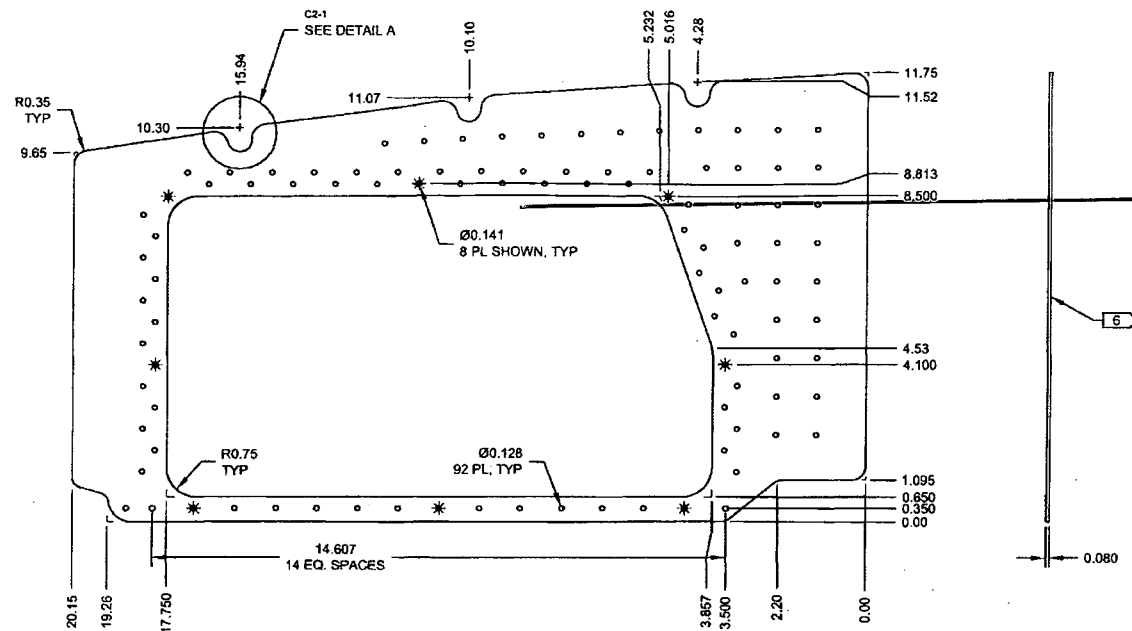 C2-1
SEE DETAIL A
15.94
10.10
5.232
5.016
4.28
11.75
11.52
11.07
R0.35
TYP
10.30
9.65
8.813
8.500
Ø0.141
8 PL SHOWN, TYP
6
4.53
4.100
R0.75
TYP
Ø0.128
92 PL, TYP
1.095
0.650
0.350
0.00
14.607
14 EQ. SPACES
0.080
20.15
19.26
17.750
3.857
3.500
2.20
0.00